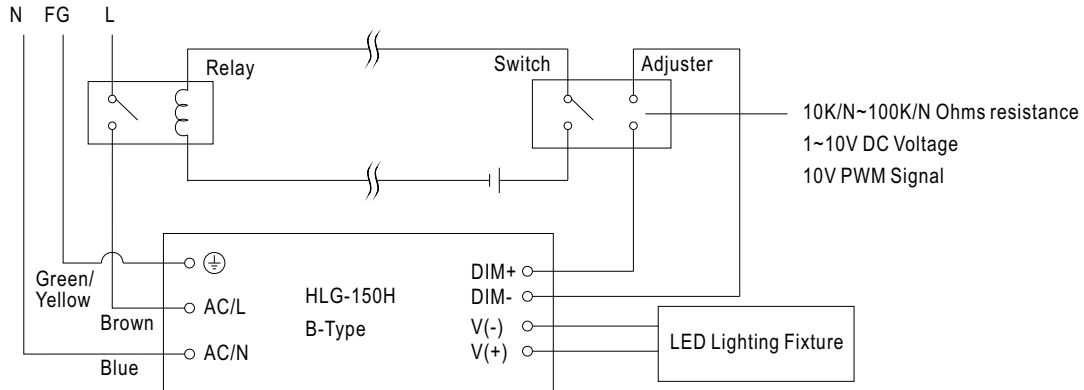 N FG L
Relay
Switch
Adjuster
10K/N~100K/N Ohms resistance
1~10V DC Voltage
10V PWM Signal
Green/
Yellow
Brown
Blue
AC/L
AC/N
HLG-150H
B-Type
DIM+
DIM-
V(-)
V(+)
LED Lighting Fixture